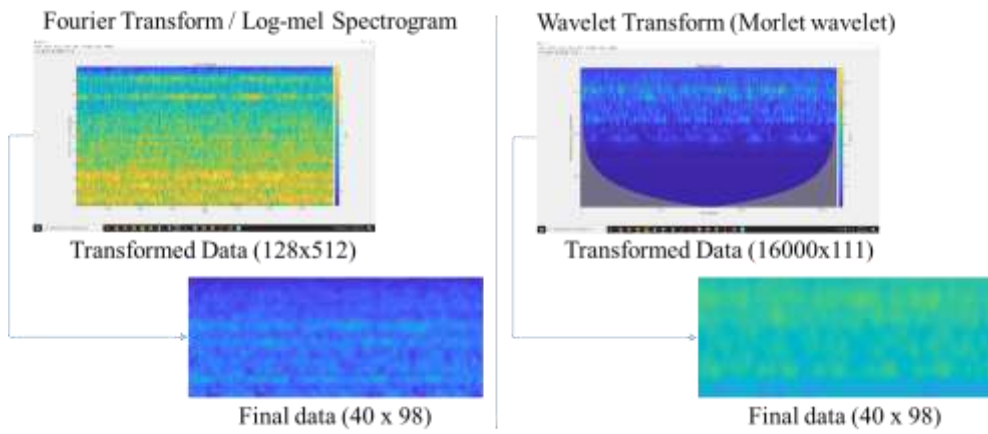 Fourier Transform / Log-mel Spectrogram
Transformed Data (128x512)
Final data (40 x 98)
Wavelet Transform (Morlet wavelet)
Transformed Data (16000x111)
Final data (40 x 98)